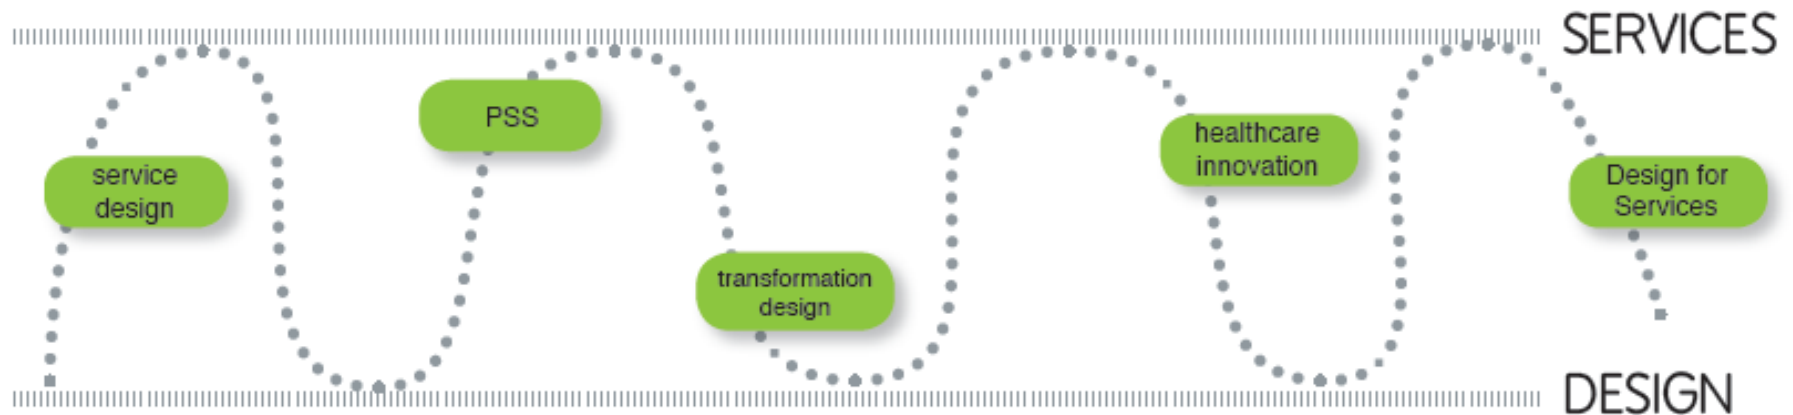 SERVICES
PSS
healthcare
innovation
service
design
Design for
Services
transformation
design
DESIGN